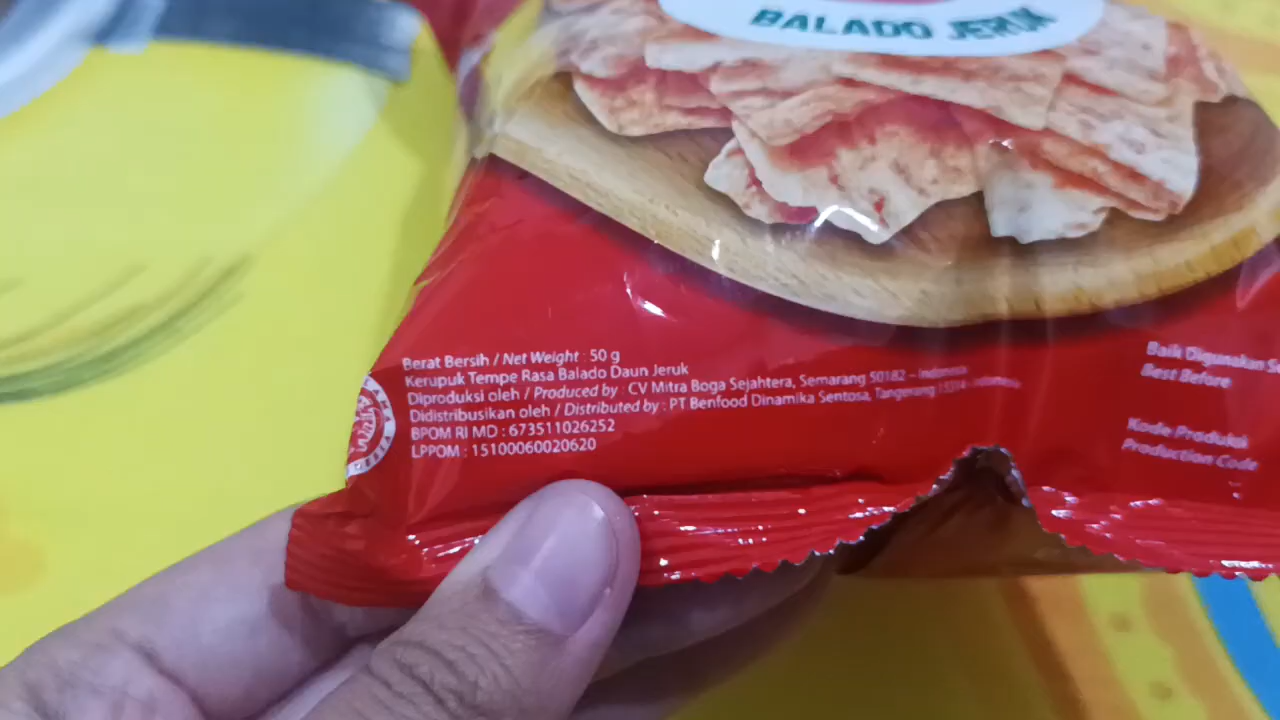 BALADO JERUK
Berat Bersih / Net Weight : 50 g
Kerupuk Tempe Rasa Balado Daun Jeruk
Diproduksi oleh / Produced by : CV Mitra Boga Sejahtera, Semarang 50182 - Indonesia
Didistribusikan oleh / Distributed by : PT Benfood Dinamika Sentosa, Tangerang 15314 - Indonesia
BPOM RI MD : 673511026252
LPPOM : 15100060020620
Baik Digunakan
Best Before
Kode Produksi
Production Code